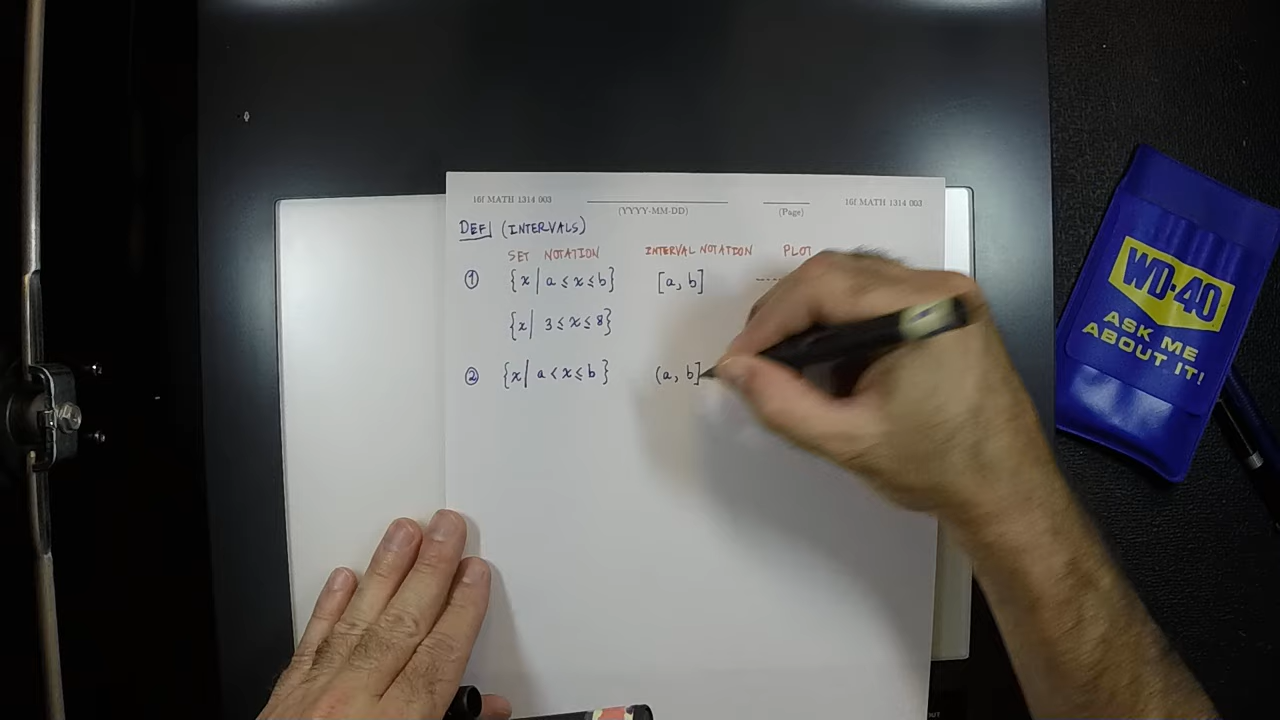 16f MATH 1314 003 (YYYY-MM-DD) (Page) 16f MATH 1314 003
DEF (INTERVALS)
SET NOTATION INTERVAL NOTATION PLOT
① {x | a ≤ x ≤ b} [a, b]
{x | 3 ≤ x ≤ 8}
② {x | a < x ≤ b} (a, b]
WD-40
ASK ME
ABOUT IT!